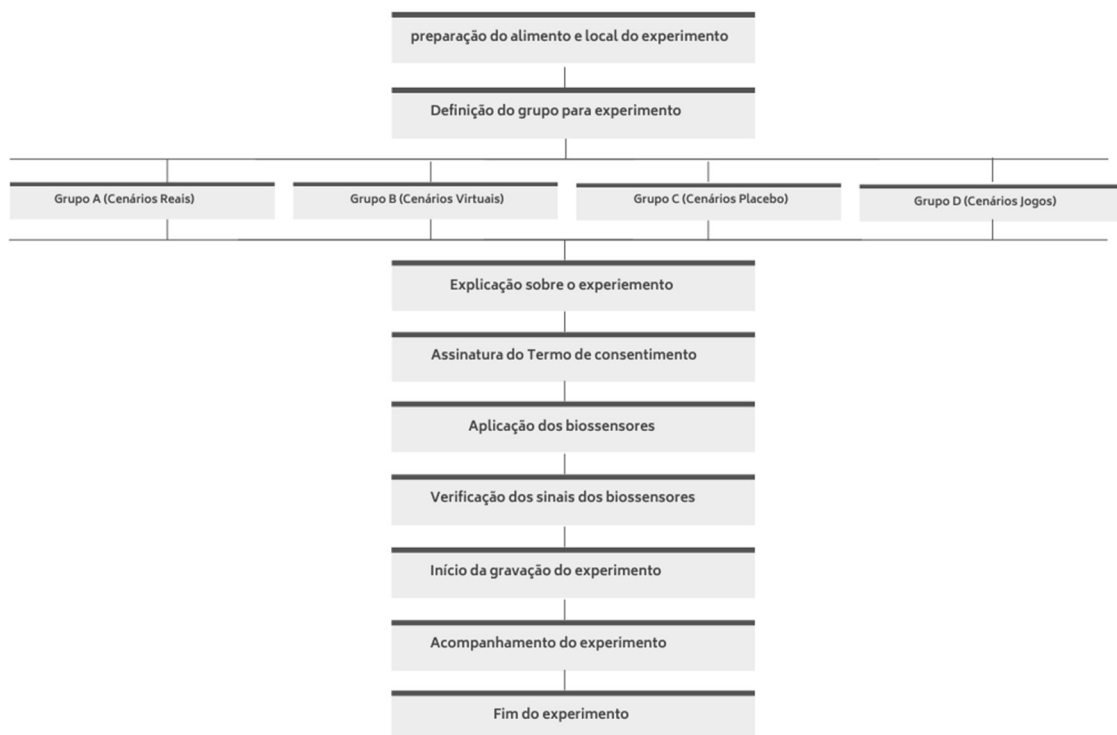 preparação do alimento e local do experimento
Definição do grupo para experimento
Grupo A (Cenários Reais)
Grupo B (Cenários Virtuais)
Grupo C (Cenários Placebo)
Grupo D (Cenários Jogos)
Explicação sobre o experiemento
Assinatura do Termo de consentimento
Aplicação dos biossensores
Verificação dos sinais dos biossensores
Início da gravação do experimento
Acompanhamento do experimento
Fim do experimento